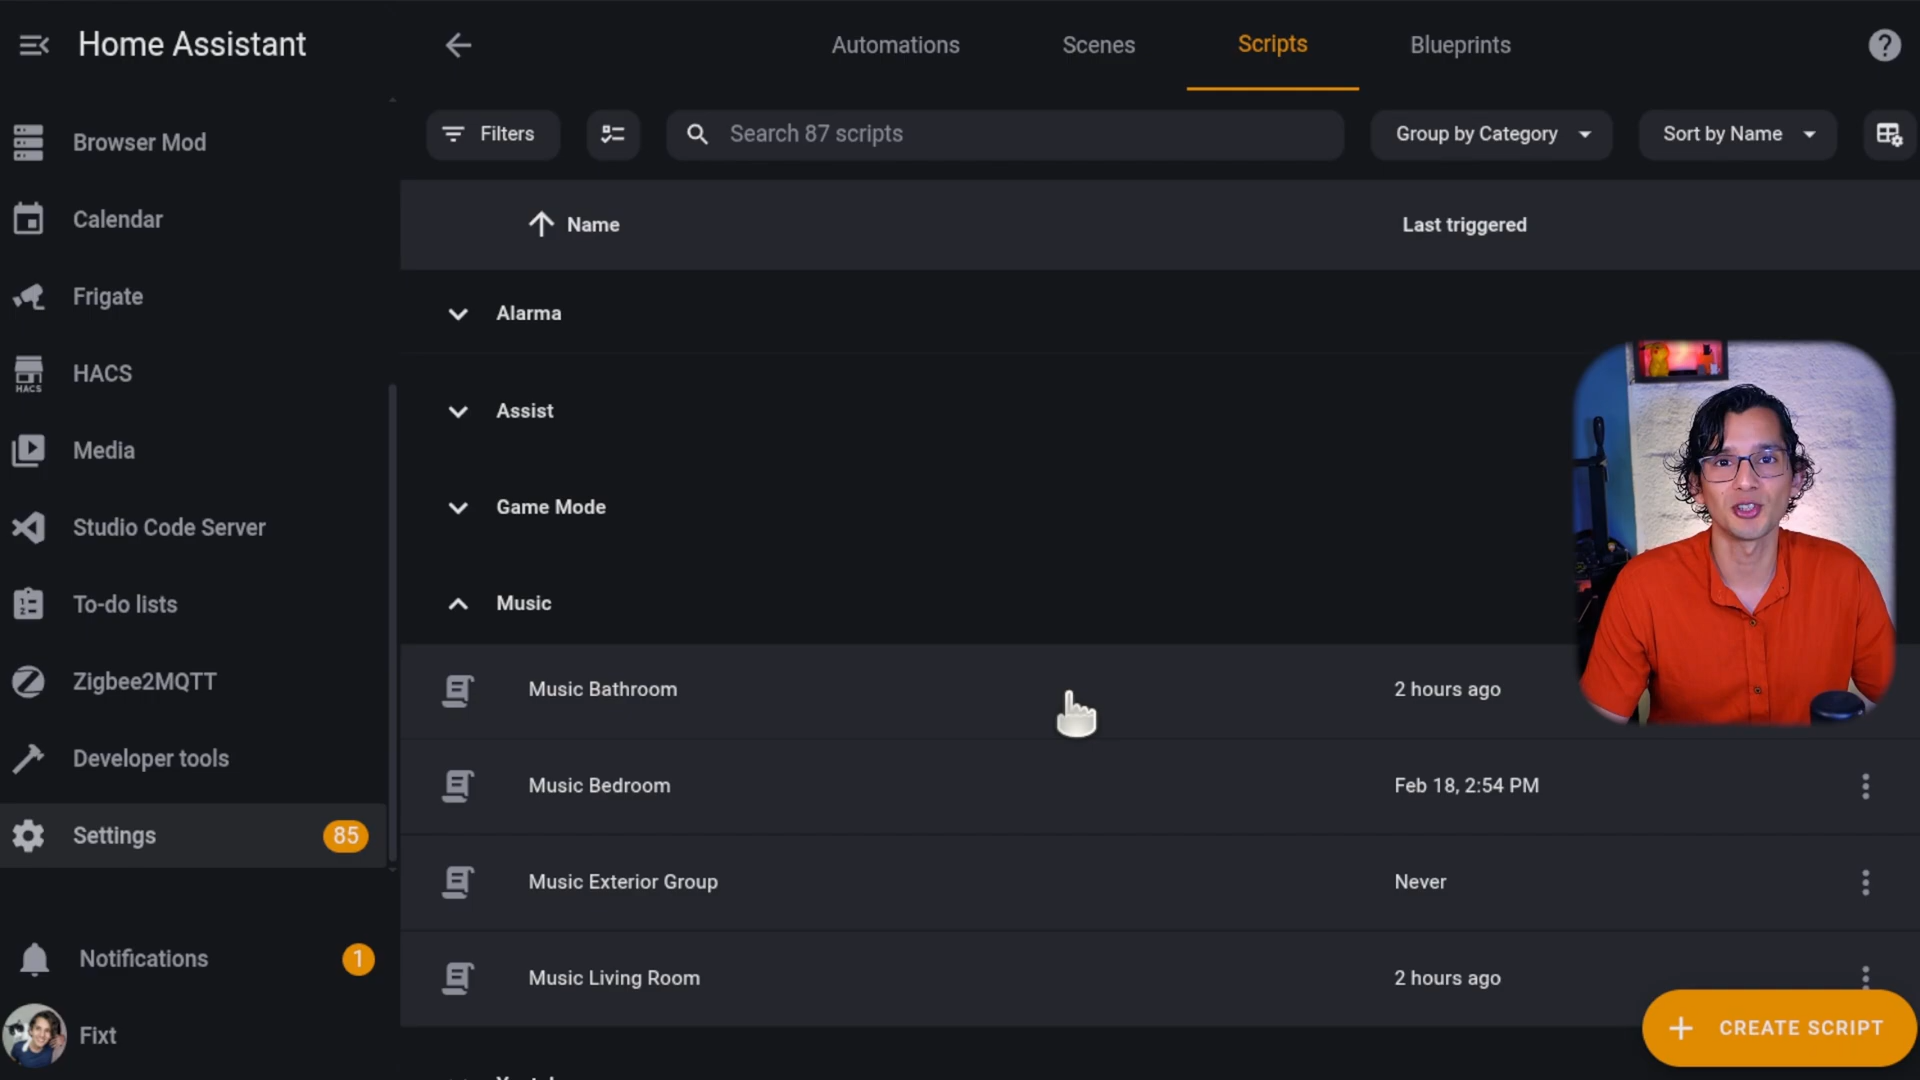 Home Assistant
Automations
Scenes
Scripts
Blueprints
Browser Mod
Calendar
Frigate
HACS
HACS
Media
Studio Code Server
To-do lists
Zigbee2MQTT
Developer tools
Settings
85
Notifications
1
Fixt
Filters
Search 87 scripts
Group by Category
Sort by Name
Name
Last triggered
Alarma
Assist
Game Mode
Music
Music Bathroom
2 hours ago
Music Bedroom
Feb 18, 2:54 PM
Music Exterior Group
Never
Music Living Room
2 hours ago
CREATE SCRIPT